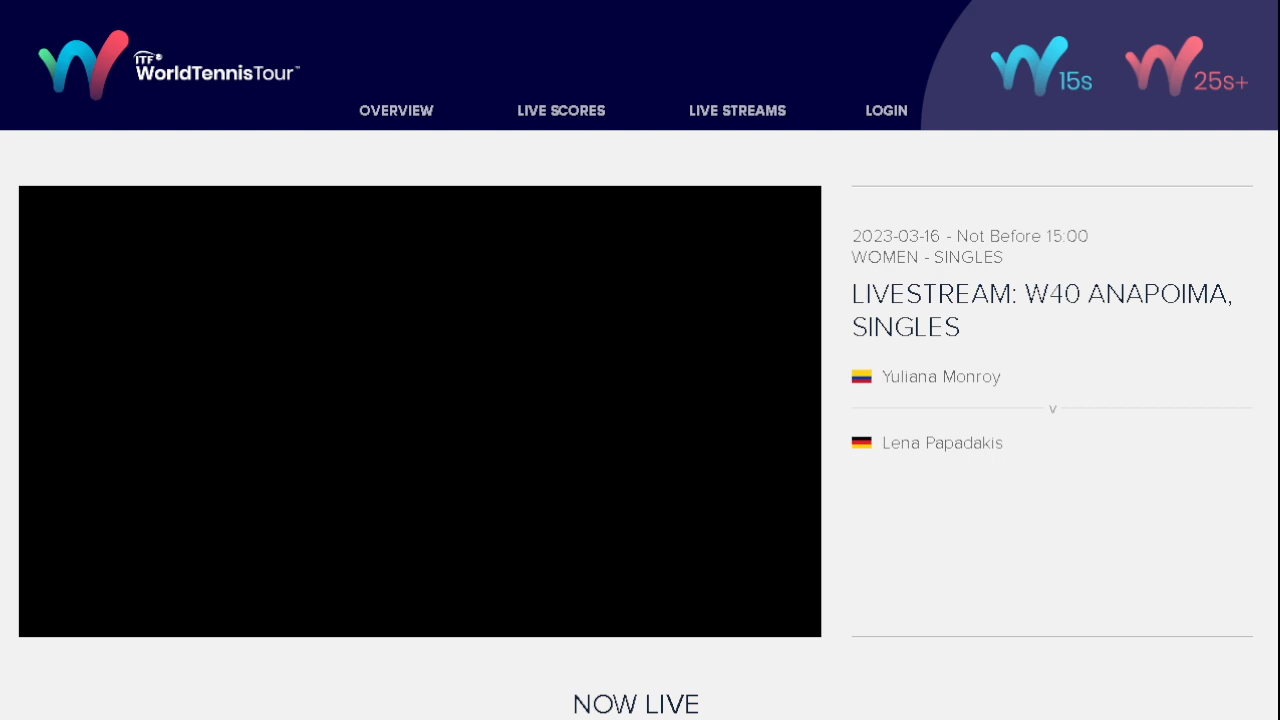 ITF
WorldTennisTour™
15s
25s+
OVERVIEW
LIVE SCORES
LIVE STREAMS
LOGIN
2023-03-16 - Not Before 15:00
WOMEN - SINGLES
LIVESTREAM: W40 ANAPOIMA,
SINGLES
Yuliana Monroy
v
Lena Papadakis
NOW LIVE